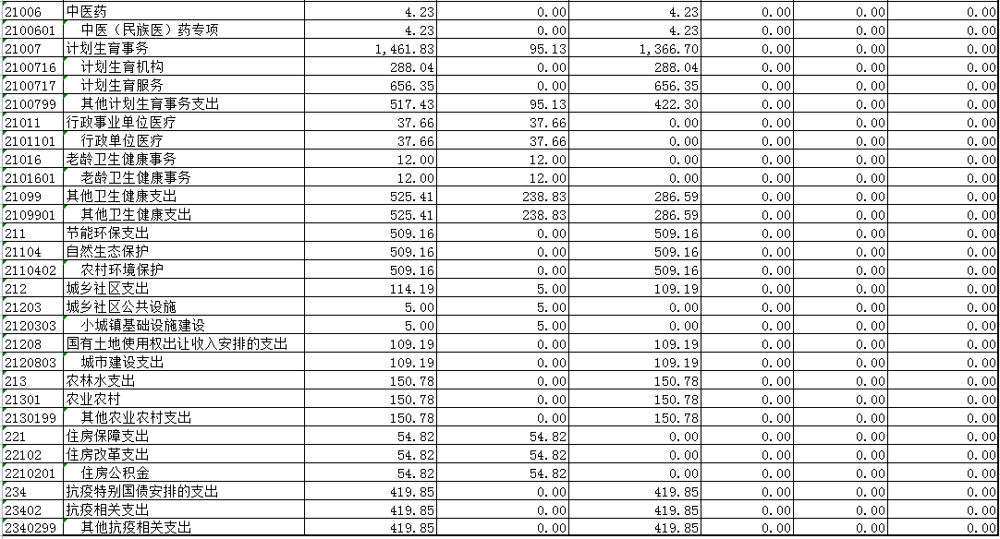 21006 中医药 4.23 0.00 4.23 0.00 0.00 0.00
2100601 中医（民族医）药专项 4.23 0.00 4.23 0.00 0.00 0.00
21007 计划生育事务 1,461.83 95.13 1,366.70 0.00 0.00 0.00
2100716 计划生育机构 288.04 0.00 288.04 0.00 0.00 0.00
2100717 计划生育服务 656.35 0.00 656.35 0.00 0.00 0.00
2100799 其他计划生育事务支出 517.43 95.13 422.30 0.00 0.00 0.00
21011 行政事业单位医疗 37.66 37.66 0.00 0.00 0.00 0.00
2101101 行政单位医疗 37.66 37.66 0.00 0.00 0.00 0.00
21016 老龄卫生健康事务 12.00 12.00 0.00 0.00 0.00 0.00
2101601 老龄卫生健康事务 12.00 12.00 0.00 0.00 0.00 0.00
21099 其他卫生健康支出 525.41 238.83 286.59 0.00 0.00 0.00
2109901 其他卫生健康支出 525.41 238.83 286.59 0.00 0.00 0.00
211 节能环保支出 509.16 0.00 509.16 0.00 0.00 0.00
21104 自然生态保护 509.16 0.00 509.16 0.00 0.00 0.00
2110402 农村环境保护 509.16 0.00 509.16 0.00 0.00 0.00
212 城乡社区支出 114.19 5.00 109.19 0.00 0.00 0.00
21203 城乡社区公共设施 5.00 5.00 0.00 0.00 0.00 0.00
2120303 小城镇基础设施建设 5.00 5.00 0.00 0.00 0.00 0.00
21208 国有土地使用权出让收入安排的支出 109.19 0.00 109.19 0.00 0.00 0.00
2120803 城市建设支出 109.19 0.00 109.19 0.00 0.00 0.00
213 农林水支出 150.78 0.00 150.78 0.00 0.00 0.00
21301 农业农村 150.78 0.00 150.78 0.00 0.00 0.00
2130199 其他农业农村支出 150.78 0.00 150.78 0.00 0.00 0.00
221 住房保障支出 54.82 54.82 0.00 0.00 0.00 0.00
22102 住房改革支出 54.82 54.82 0.00 0.00 0.00 0.00
2210201 住房公积金 54.82 54.82 0.00 0.00 0.00 0.00
234 抗疫特别国债安排的支出 419.85 0.00 419.85 0.00 0.00 0.00
23402 抗疫相关支出 419.85 0.00 419.85 0.00 0.00 0.00
2340299 其他抗疫相关支出 419.85 0.00 419.85 0.00 0.00 0.00